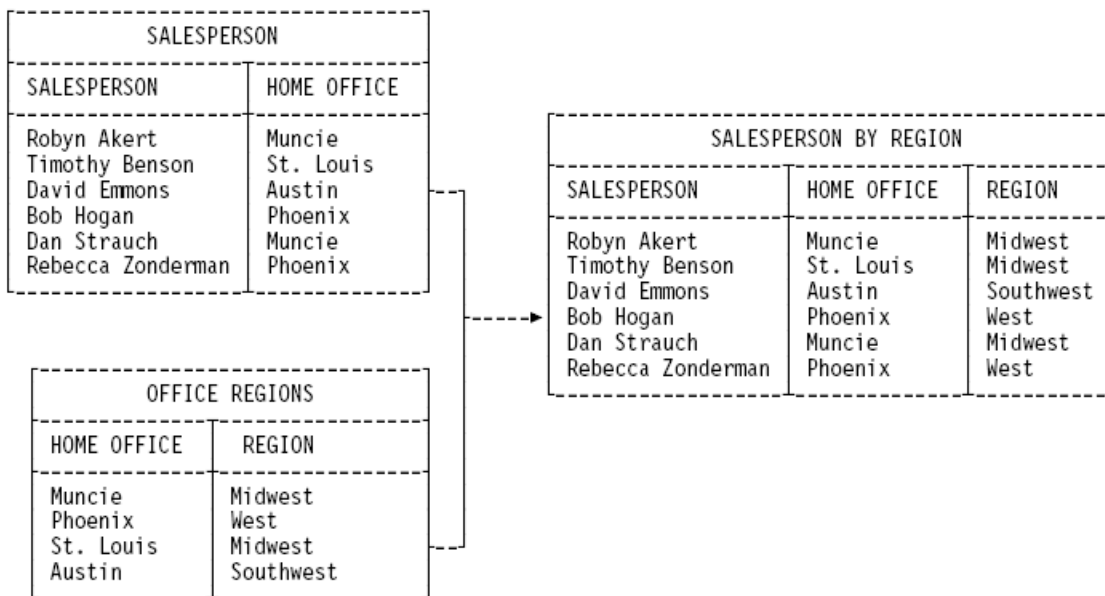 SALESPERSON
SALESPERSON HOME OFFICE
Robyn Akert Muncie
Timothy Benson St. Louis
David Emmons Austin
Bob Hogan Phoenix
Dan Strauch Muncie
Rebecca Zonderman Phoenix
OFFICE REGIONS
HOME OFFICE REGION
Muncie Midwest
Phoenix West
St. Louis Midwest
Austin Southwest
SALESPERSON BY REGION
SALESPERSON HOME OFFICE REGION
Robyn Akert Muncie Midwest
Timothy Benson St. Louis Midwest
David Emmons Austin Southwest
Bob Hogan Phoenix West
Dan Strauch Muncie Midwest
Rebecca Zonderman Phoenix West